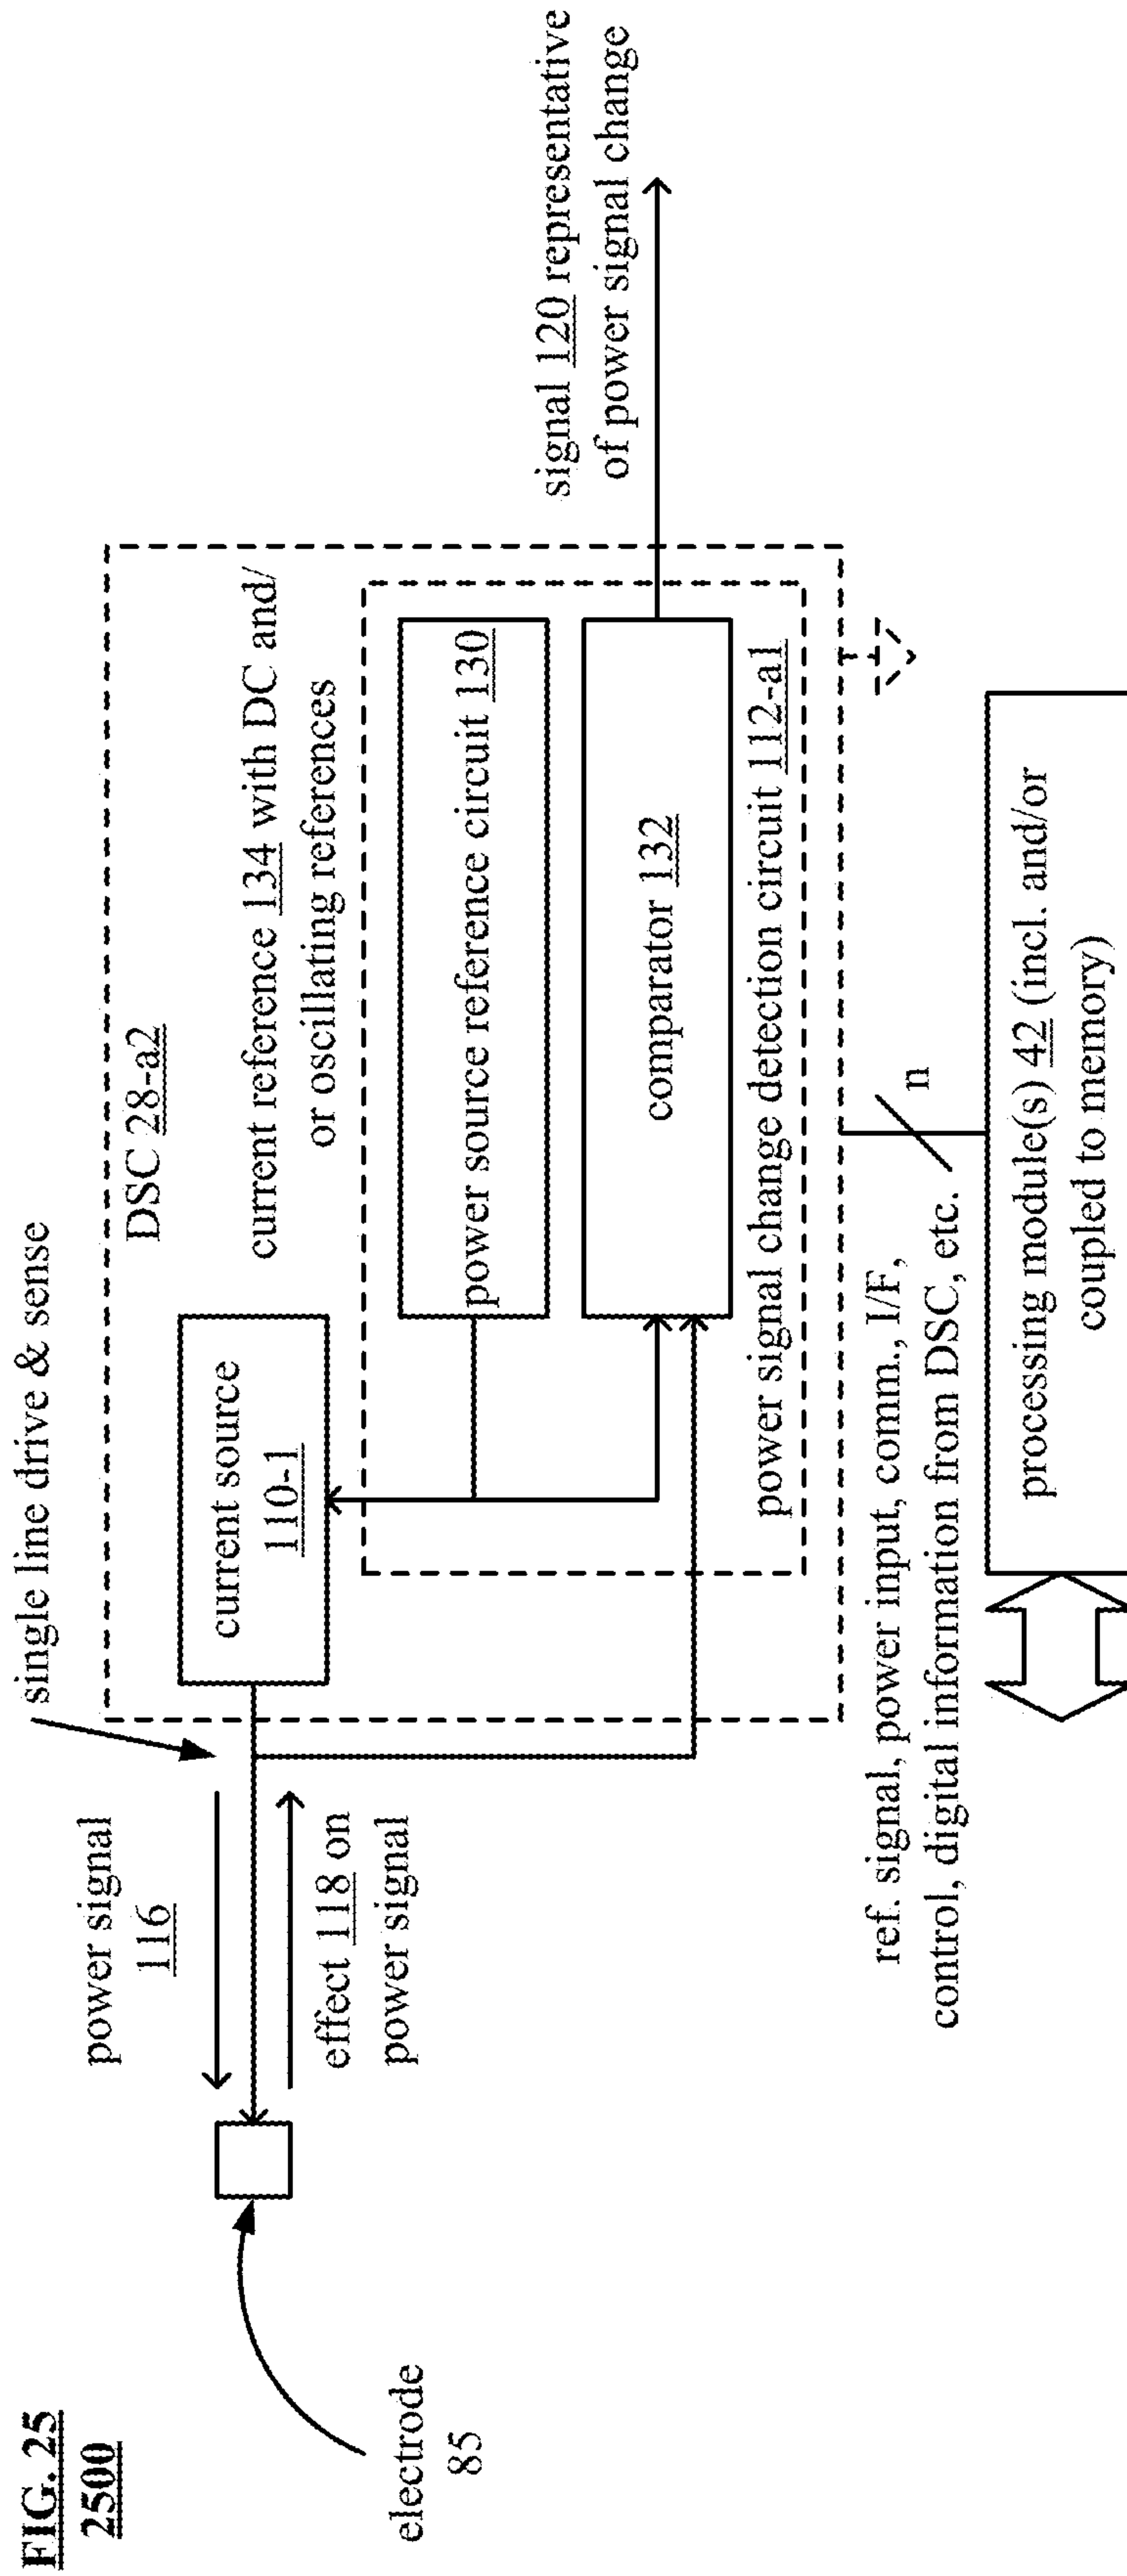 FIG. 25
2500
single line drive & sense
power signal
116
effect 118 on
power signal
electrode
85
DSC 28-a2
current source
110-1
current reference 134 with DC and/
or oscillating references
power source reference circuit 130
comparator 132
power signal change detection circuit 112-a1
signal 120 representative
of power signal change
ref. signal, power input, comm., I/F,
control, digital information from DSC, etc.
n
processing module(s) 42 (incl. and/or
coupled to memory)